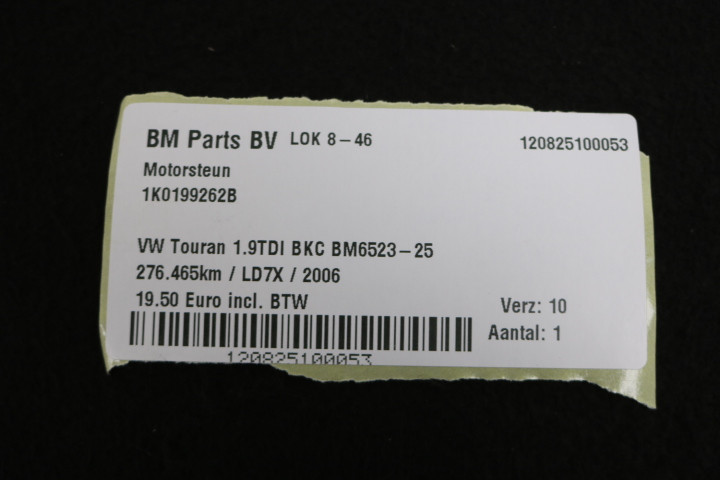 BM Parts BV LOK 8-46 120825100053
Motorsteun
1K0199262B
VW Touran 1.9TDI BKC BM6523-25
276.465km / LD7X / 2006
19.50 Euro incl. BTW
Verz: 10
Aantal: 1
120825100053